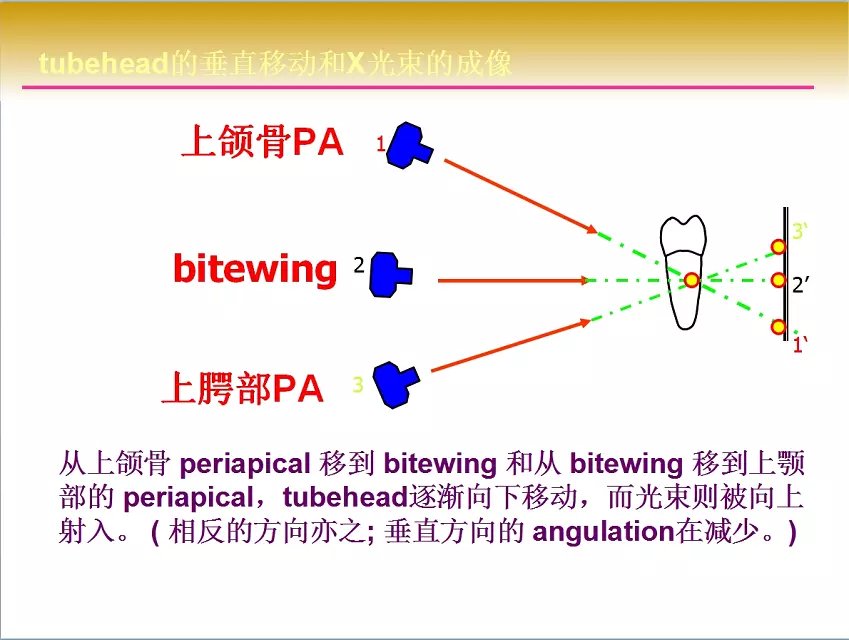 tubehead的垂直移动和X光束的成像
上颌骨PA
1
bitewing
2
上腭部PA
3
3‘
2’
1‘
从上颌骨 periapical 移到 bitewing 和从 bitewing 移到上颚
部的 periapical，tubehead逐渐向下移动，而光束则被向上
射入。 ( 相反的方向亦之; 垂直方向的 angulation在减少。)